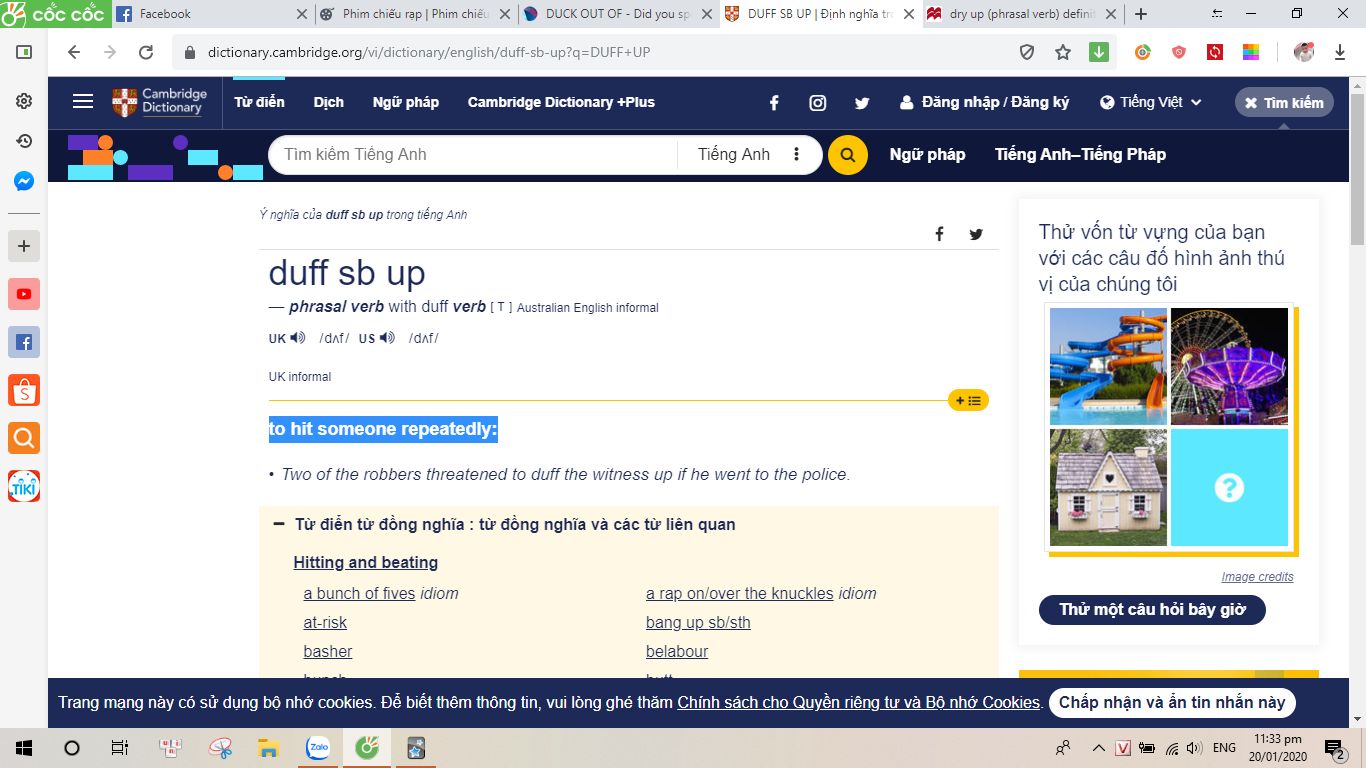 cốc cốc
Facebook
Phim chiếu rạp | Phim chiếu
DUCK OUT OF - Did you sp
DUFF SB UP | Định nghĩa tr
dry up (phrasal verb) definit
dictionary.cambridge.org/vi/dictionary/english/duff-sb-up?q=DUFF+UP
Cambridge
Dictionary
Từ điển
Dịch
Ngữ pháp
Cambridge Dictionary +Plus
Đăng nhập / Đăng ký
Tiếng Việt
Tìm kiếm
Tìm kiếm Tiếng Anh
Tiếng Anh
Ngữ pháp
Tiếng Anh–Tiếng Pháp
Ý nghĩa của duff sb up trong tiếng Anh
duff sb up
— phrasal verb with duff verb [ T ] Australian English informal
UK /dʌf/ US /dʌf/
UK informal
to hit someone repeatedly:
• Two of the robbers threatened to duff the witness up if he went to the police.
Từ điển từ đồng nghĩa : từ đồng nghĩa và các từ liên quan
Hitting and beating
a bunch of fives idiom
a rap on/over the knuckles idiom
at-risk
bang up sb/sth
basher
belabour
Thử vốn từ vựng của bạn
với các câu đố hình ảnh thú
vị của chúng tôi
?
Image credits
Thử một câu hỏi bây giờ
Trang mạng này có sử dụng bộ nhớ cookies. Để biết thêm thông tin, vui lòng ghé thăm Chính sách cho Quyền riêng tư và Bộ nhớ Cookies.
Chấp nhận và ẩn tin nhắn này
TIKI
Zalo
V
ENG
11:33 pm
20/01/2020
2